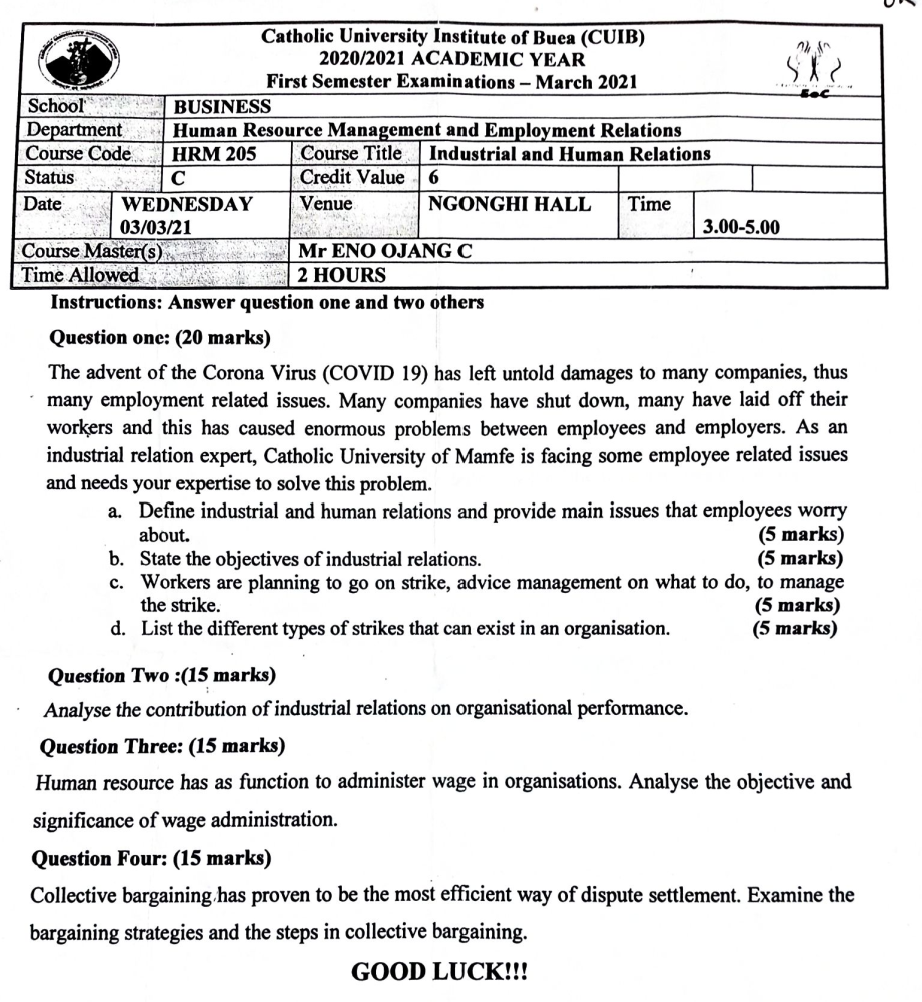 Catholic University Institute of Buea (CUIB)
2020/2021 ACADEMIC YEAR
First Semester Examinations – March 2021
EoC
School BUSINESS
Department Human Resource Management and Employment Relations
Course Code HRM 205 Course Title Industrial and Human Relations
Status C Credit Value 6
Date WEDNESDAY Venue NGONGHI HALL Time
03/03/21 3.00-5.00
Course Master(s) Mr ENO OJANG C
Time Allowed 2 HOURS
Instructions: Answer question one and two others
Question one: (20 marks)
The advent of the Corona Virus (COVID 19) has left untold damages to many companies, thus
many employment related issues. Many companies have shut down, many have laid off their
workers and this has caused enormous problems between employees and employers. As an
industrial relation expert, Catholic University of Mamfe is facing some employee related issues
and needs your expertise to solve this problem.
a. Define industrial and human relations and provide main issues that employees worry
about. (5 marks)
b. State the objectives of industrial relations. (5 marks)
c. Workers are planning to go on strike, advice management on what to do, to manage
the strike. (5 marks)
d. List the different types of strikes that can exist in an organisation. (5 marks)
Question Two :(15 marks)
Analyse the contribution of industrial relations on organisational performance.
Question Three: (15 marks)
Human resource has as function to administer wage in organisations. Analyse the objective and
significance of wage administration.
Question Four: (15 marks)
Collective bargaining has proven to be the most efficient way of dispute settlement. Examine the
bargaining strategies and the steps in collective bargaining.
GOOD LUCK!!!